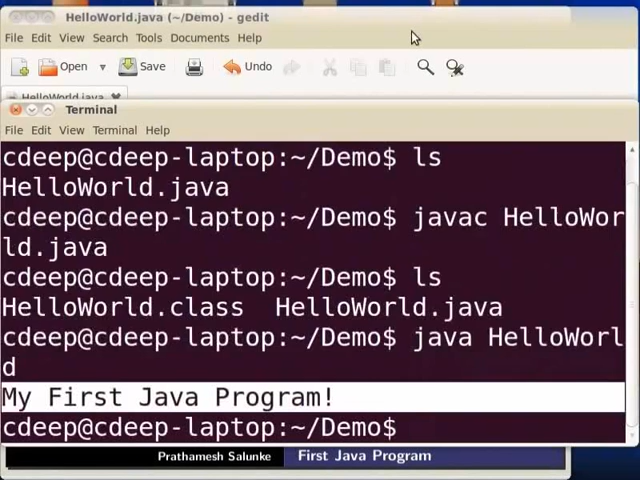 HelloWorld.java (~/Demo) - gedit
File Edit View Search Tools Documents Help
Open Save Undo
HelloWorld.java
Terminal
File Edit View Terminal Help
cdeep@cdeep-laptop:~/Demo$ ls
HelloWorld.java
cdeep@cdeep-laptop:~/Demo$ javac HelloWor
ld.java
cdeep@cdeep-laptop:~/Demo$ ls
HelloWorld.class  HelloWorld.java
cdeep@cdeep-laptop:~/Demo$ java HelloWorl
d
My First Java Program!
cdeep@cdeep-laptop:~/Demo$
Prathamesh Salunke First Java Program